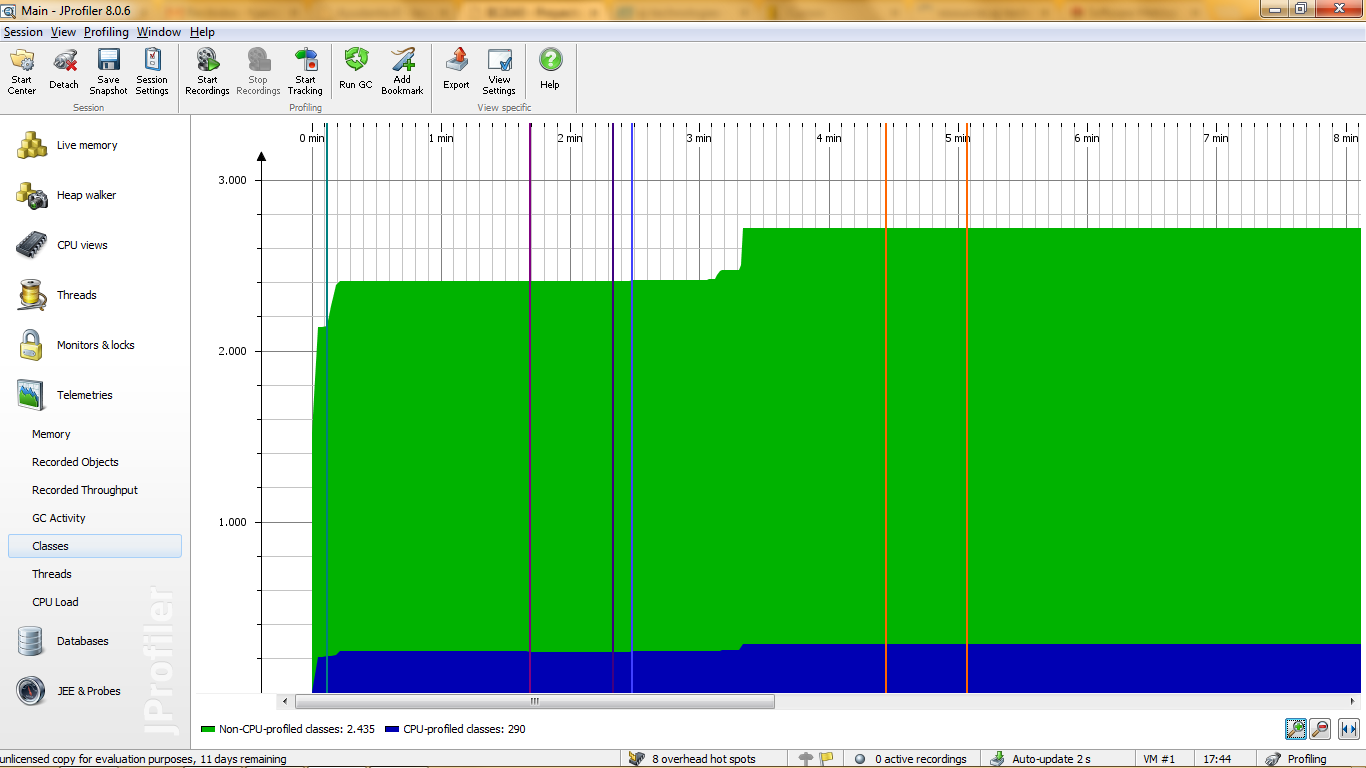 Main - JProfiler 8.0.6
Session View Profiling Window Help
Start Center
Detach
Save Snapshot
Session Settings
Start Recordings
Stop Recordings
Start Tracking
Run GC
Add Bookmark
Export
View Settings
Help
Session
Profiling
View specific
Live memory
Heap walker
CPU views
Threads
Monitors & locks
Telemetries
Memory
Recorded Objects
Recorded Throughput
GC Activity
Classes
Threads
CPU Load
Databases
JEE & Probes
JProfiler
0 min 1 min 2 min 3 min 4 min 5 min 6 min 7 min 8 min
3.000
2.000
1.000
Non-CPU-profiled classes: 2.435 CPU-profiled classes: 290
unlicensed copy for evaluation purposes, 11 days remaining
8 overhead hot spots
0 active recordings
Auto-update 2 s
VM #1
17:44
Profiling